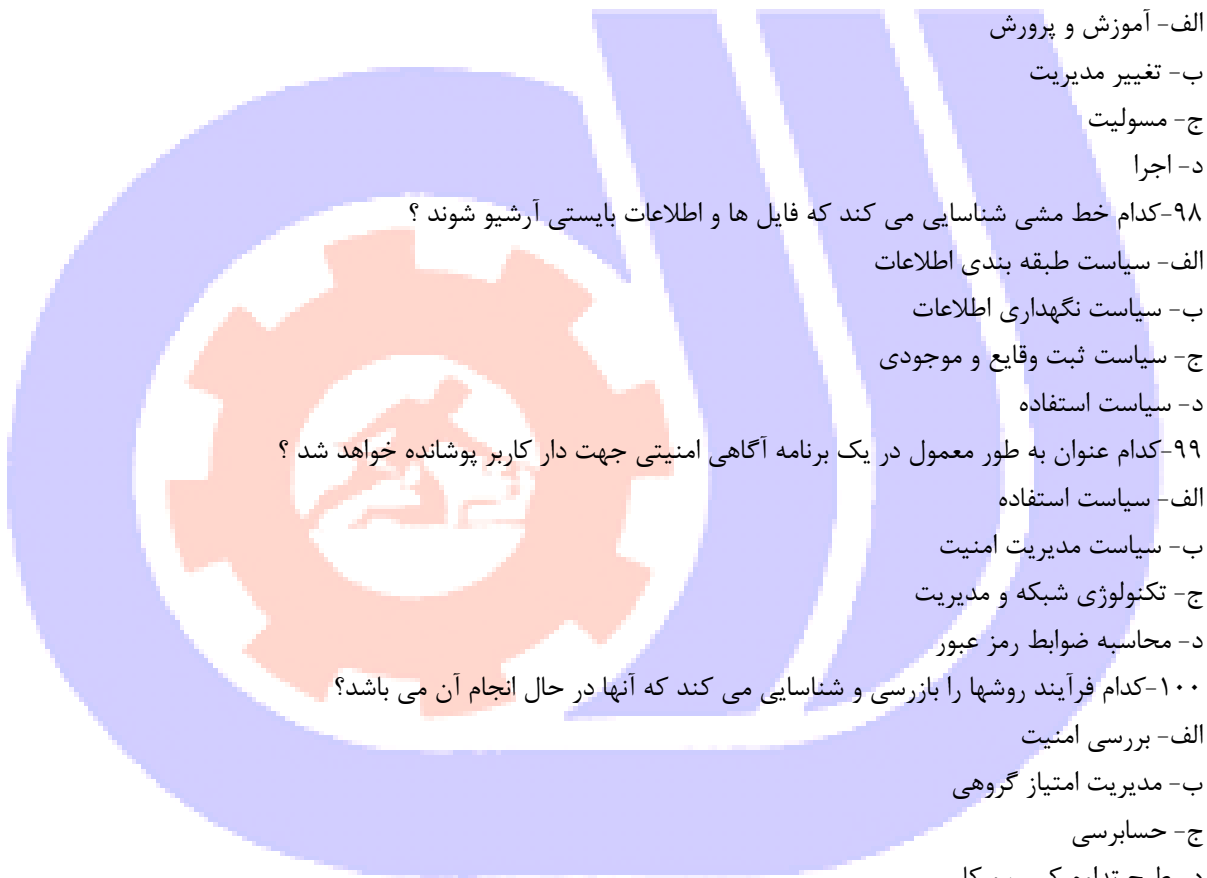 الف- آموزش و پرورش
ب- تغییر مدیریت
ج- مسولیت
د- اجرا
۹۸-کدام خط مشی شناسایی می کند که فایل ها و اطلاعات بایستی آرشیو شوند ؟
الف- سیاست طبقه بندی اطلاعات
ب- سیاست نگهداری اطلاعات
ج- سیاست ثبت وقایع و موجودی
د- سیاست استفاده
۹۹-کدام عنوان به طور معمول در یک برنامه آگاهی امنیتی جهت دار کاربر پوشانده خواهد شد ؟
الف- سیاست استفاده
ب- سیاست مدیریت امنیت
ج- تکنولوژی شبکه و مدیریت
د- محاسبه ضوابط رمز عبور
۱۰۰-کدام فرآیند روشها را بازرسی و شناسایی می کند که آنها در حال انجام آن می باشد؟
الف- بررسی امنیت
ب- مدیریت امتیاز گروهی
ج- حسابرسی